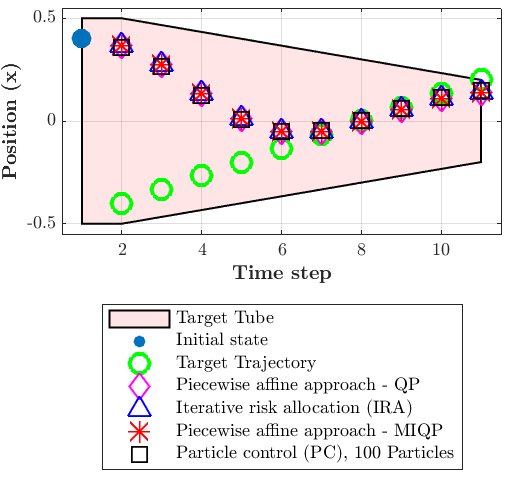 0.5
0
-0.5
Position (x)
2 4 6 8 10
Time step
Target Tube
Initial state
Target Trajectory
Piecewise affine approach - QP
Iterative risk allocation (IRA)
Piecewise affine approach - MIQP
Particle control (PC), 100 Particles